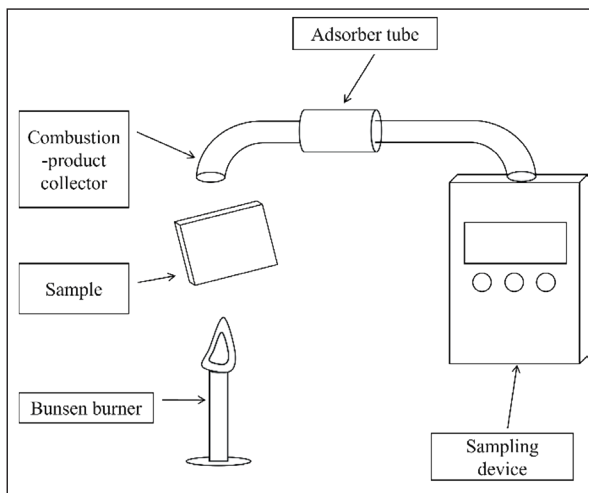 Adsorber tube
Combustion
-product
collector
Sample
Bunsen burner
Sampling
device